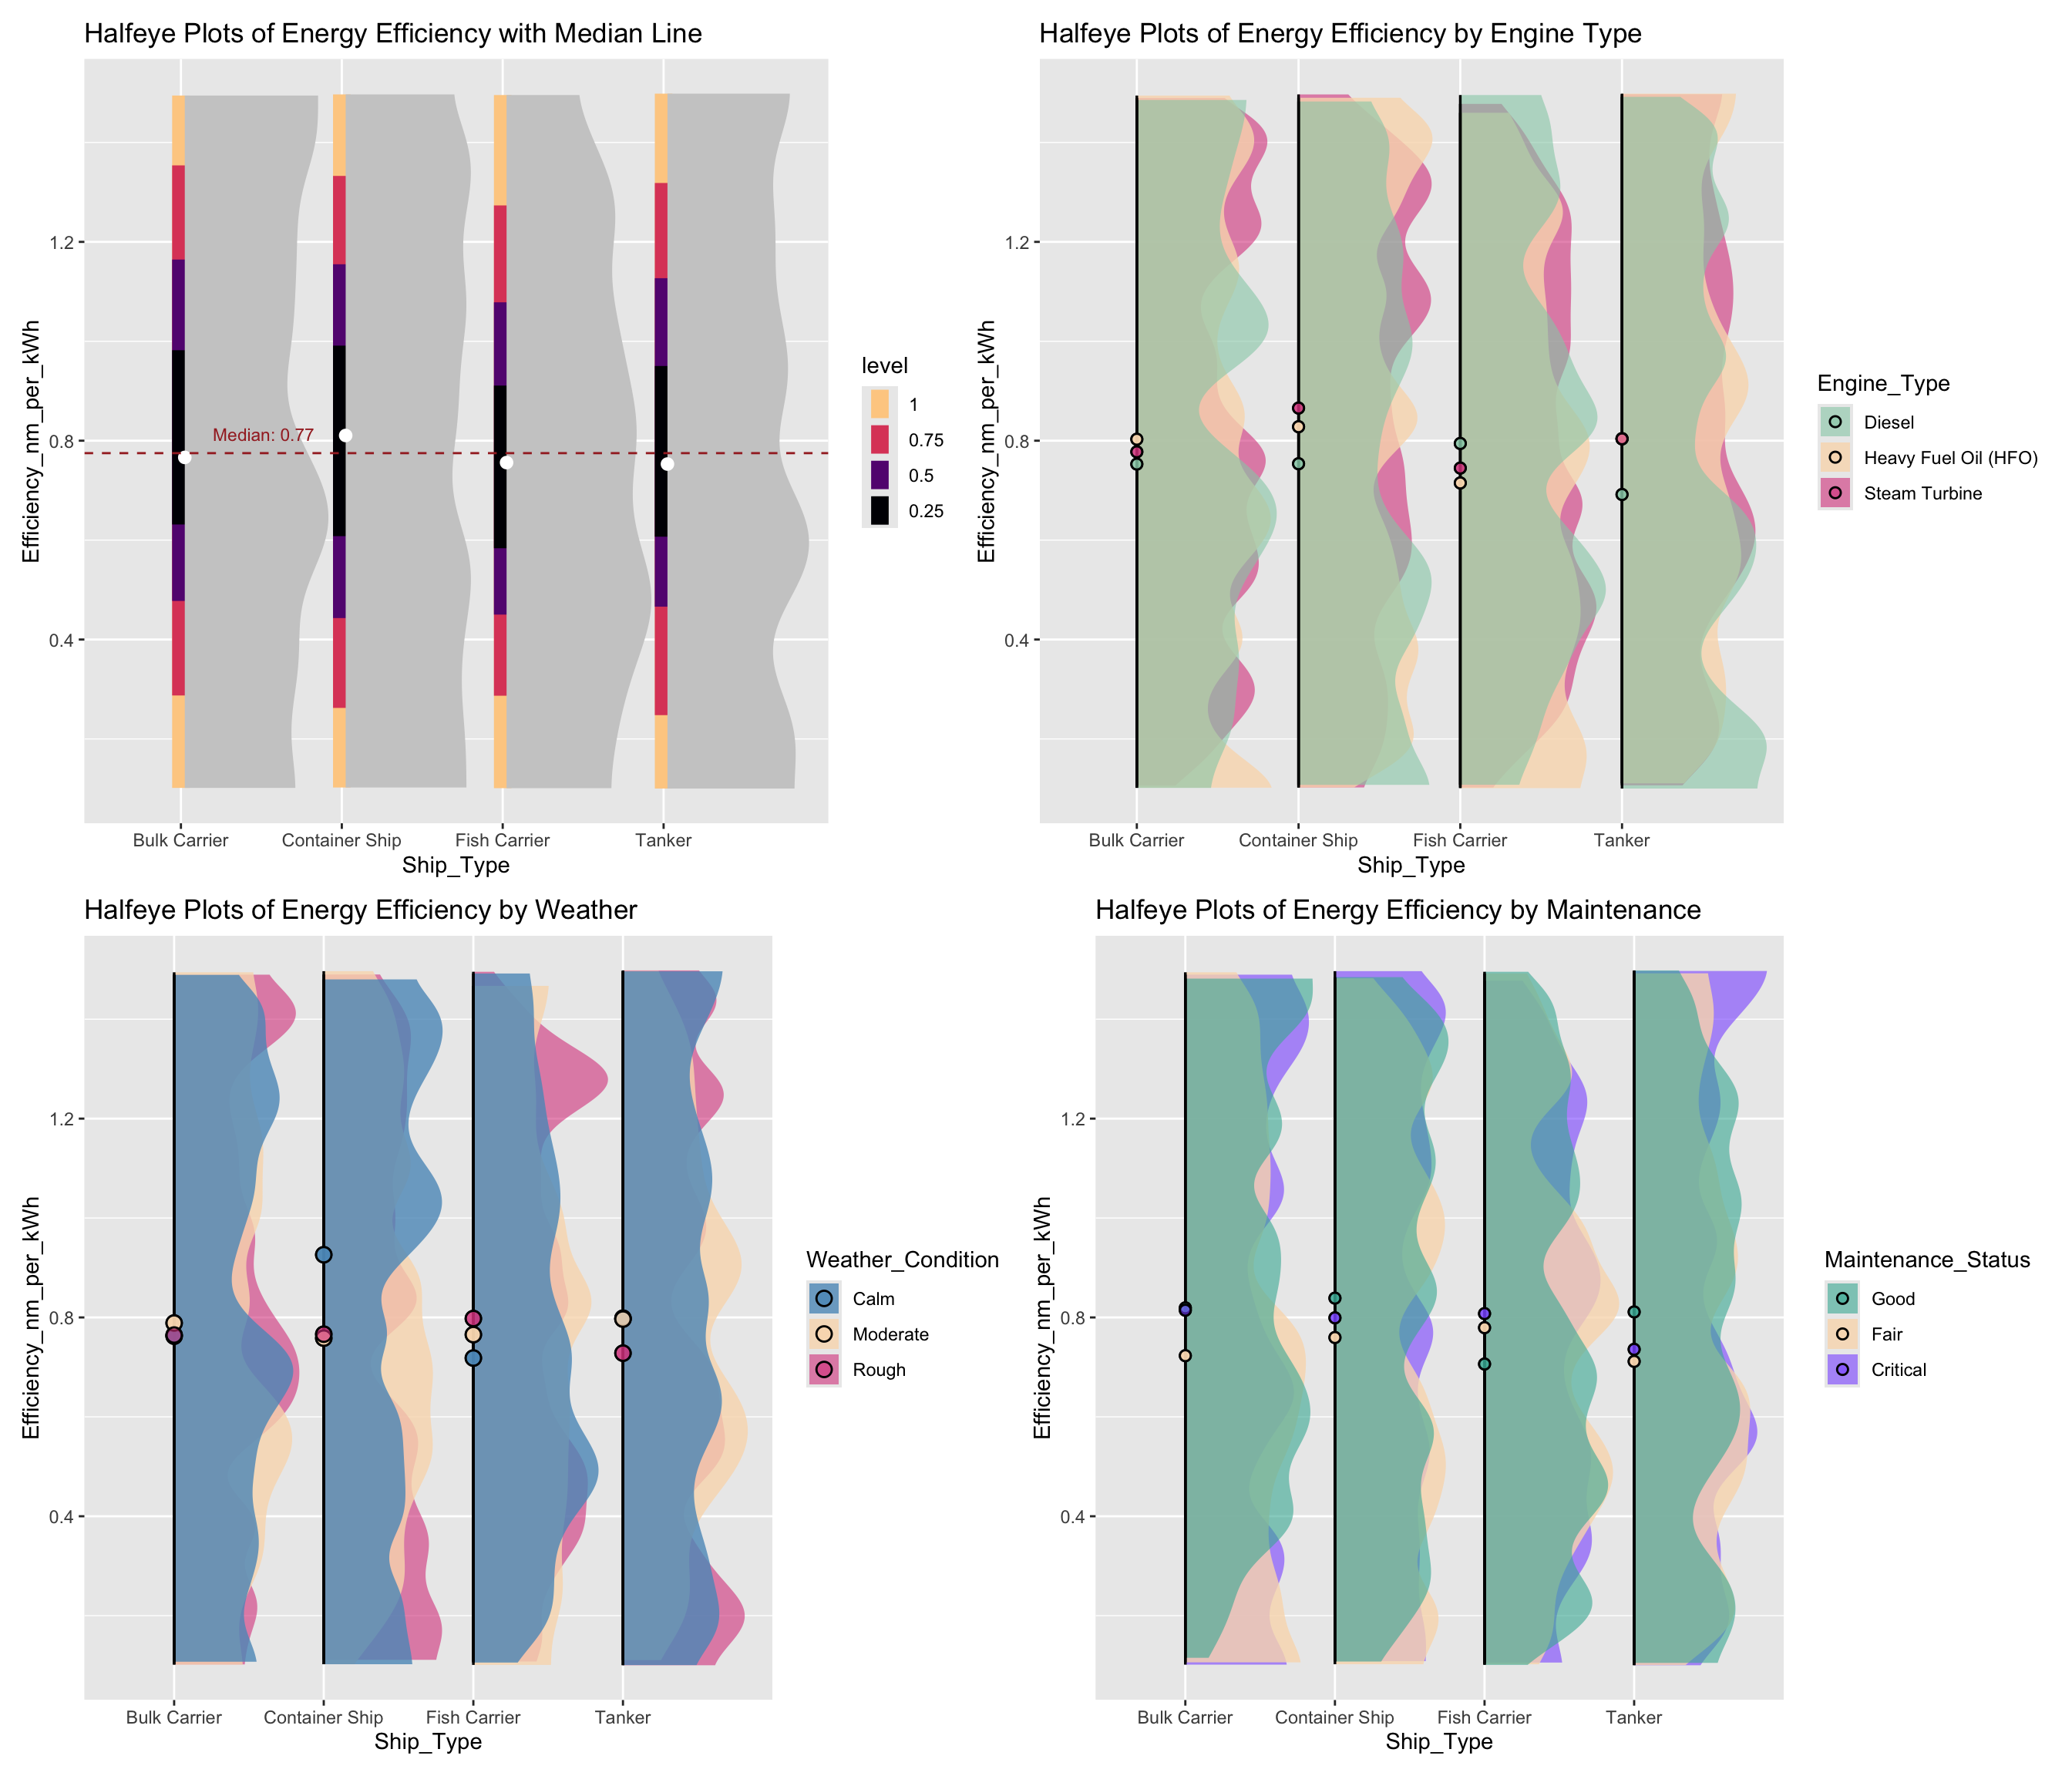 Halfeye Plots of Energy Efficiency with Median Line
Efficiency_nm_per_kWh
1.2
0.8
0.4
Median: 0.77
Bulk Carrier
Container Ship
Fish Carrier
Tanker
Ship_Type
level
1
0.75
0.5
0.25
Halfeye Plots of Energy Efficiency by Engine Type
Efficiency_nm_per_kWh
1.2
0.8
0.4
Bulk Carrier
Container Ship
Fish Carrier
Tanker
Ship_Type
Engine_Type
Diesel
Heavy Fuel Oil (HFO)
Steam Turbine
Halfeye Plots of Energy Efficiency by Weather
Efficiency_nm_per_kWh
1.2
0.8
0.4
Bulk Carrier
Container Ship
Fish Carrier
Tanker
Ship_Type
Weather_Condition
Calm
Moderate
Rough
Halfeye Plots of Energy Efficiency by Maintenance
Efficiency_nm_per_kWh
1.2
0.8
0.4
Bulk Carrier
Container Ship
Fish Carrier
Tanker
Ship_Type
Maintenance_Status
Good
Fair
Critical